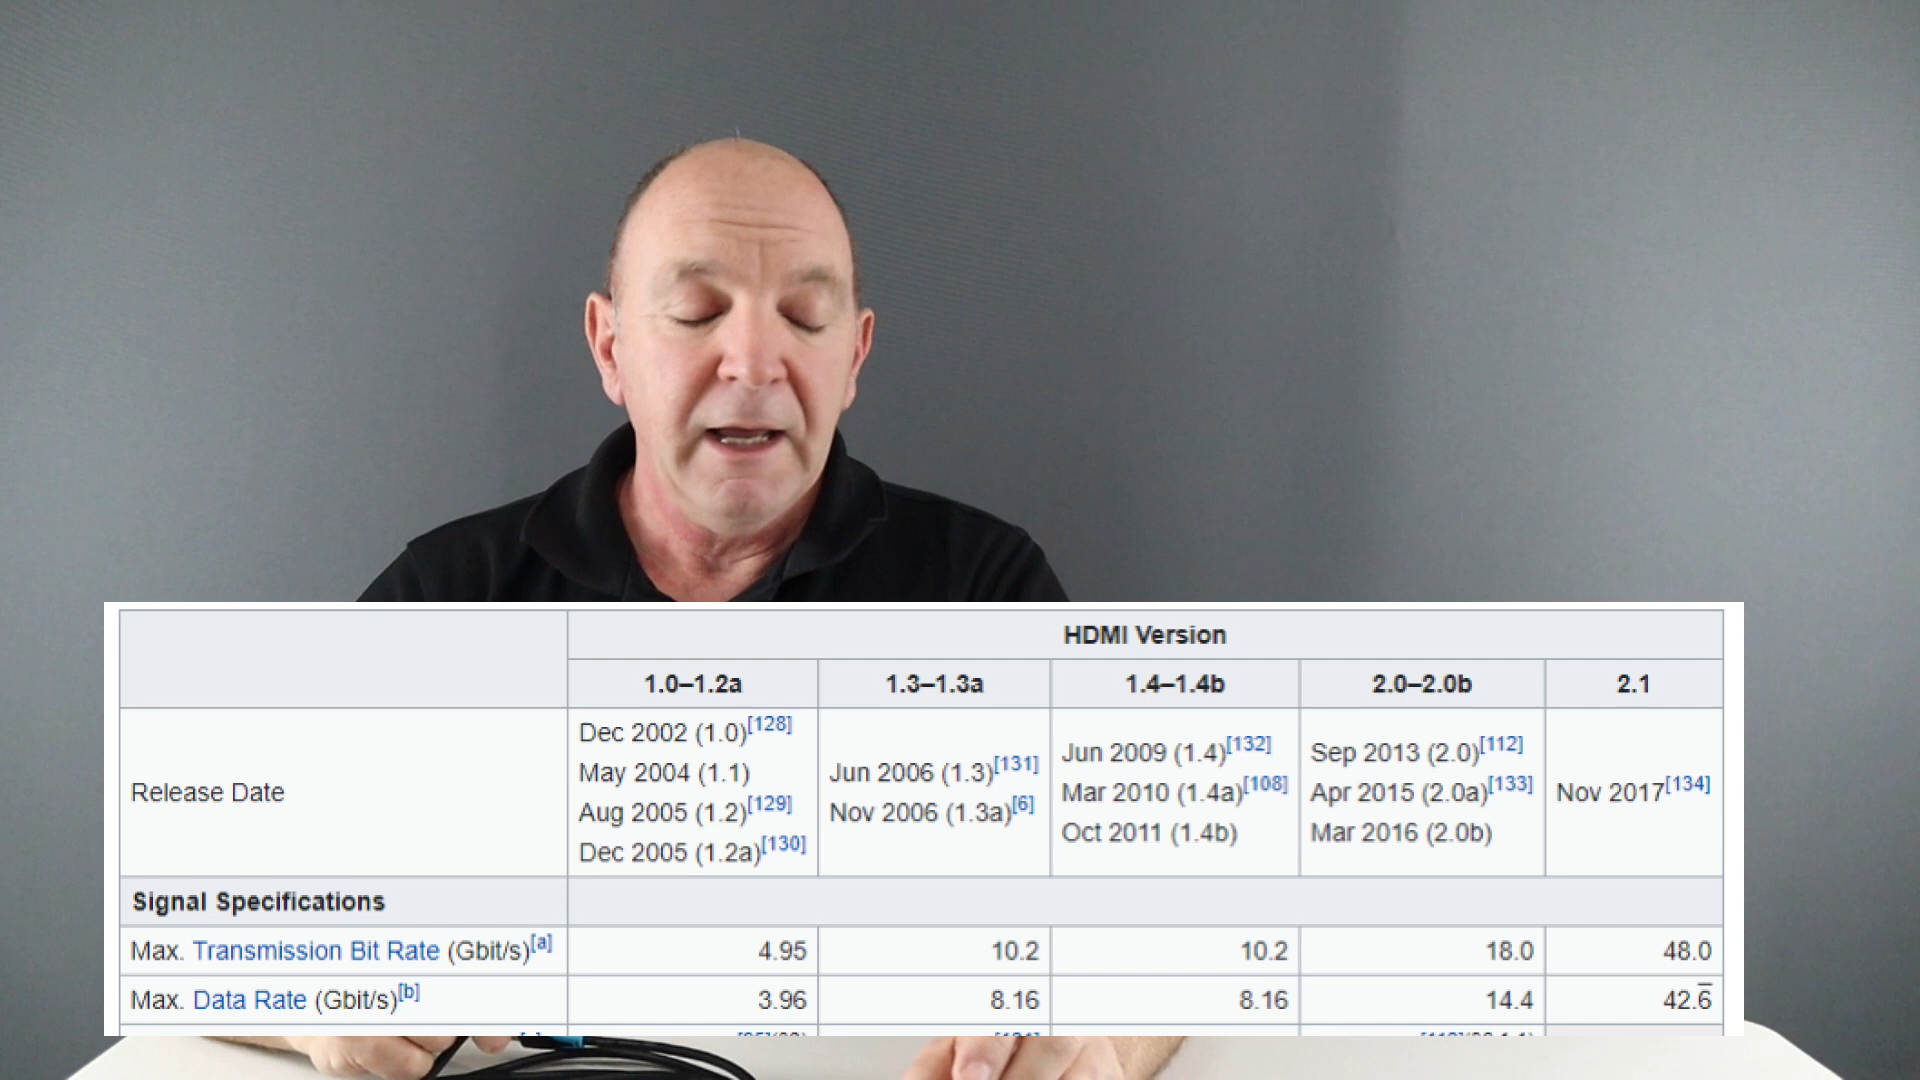 HDMI Version
1.0–1.2a 1.3–1.3a 1.4–1.4b 2.0–2.0b 2.1
Release Date
Dec 2002 (1.0)[128]
May 2004 (1.1)
Aug 2005 (1.2)[129]
Dec 2005 (1.2a)[130]
Jun 2006 (1.3)[131]
Nov 2006 (1.3a)[6]
Jun 2009 (1.4)[132]
Mar 2010 (1.4a)[108]
Oct 2011 (1.4b)
Sep 2013 (2.0)[112]
Apr 2015 (2.0a)[133]
Mar 2016 (2.0b)
Nov 2017[134]
Signal Specifications
Max. Transmission Bit Rate (Gbit/s)[a] 4.95 10.2 10.2 18.0 48.0
Max. Data Rate (Gbit/s)[b] 3.96 8.16 8.16 14.4 42.6̅